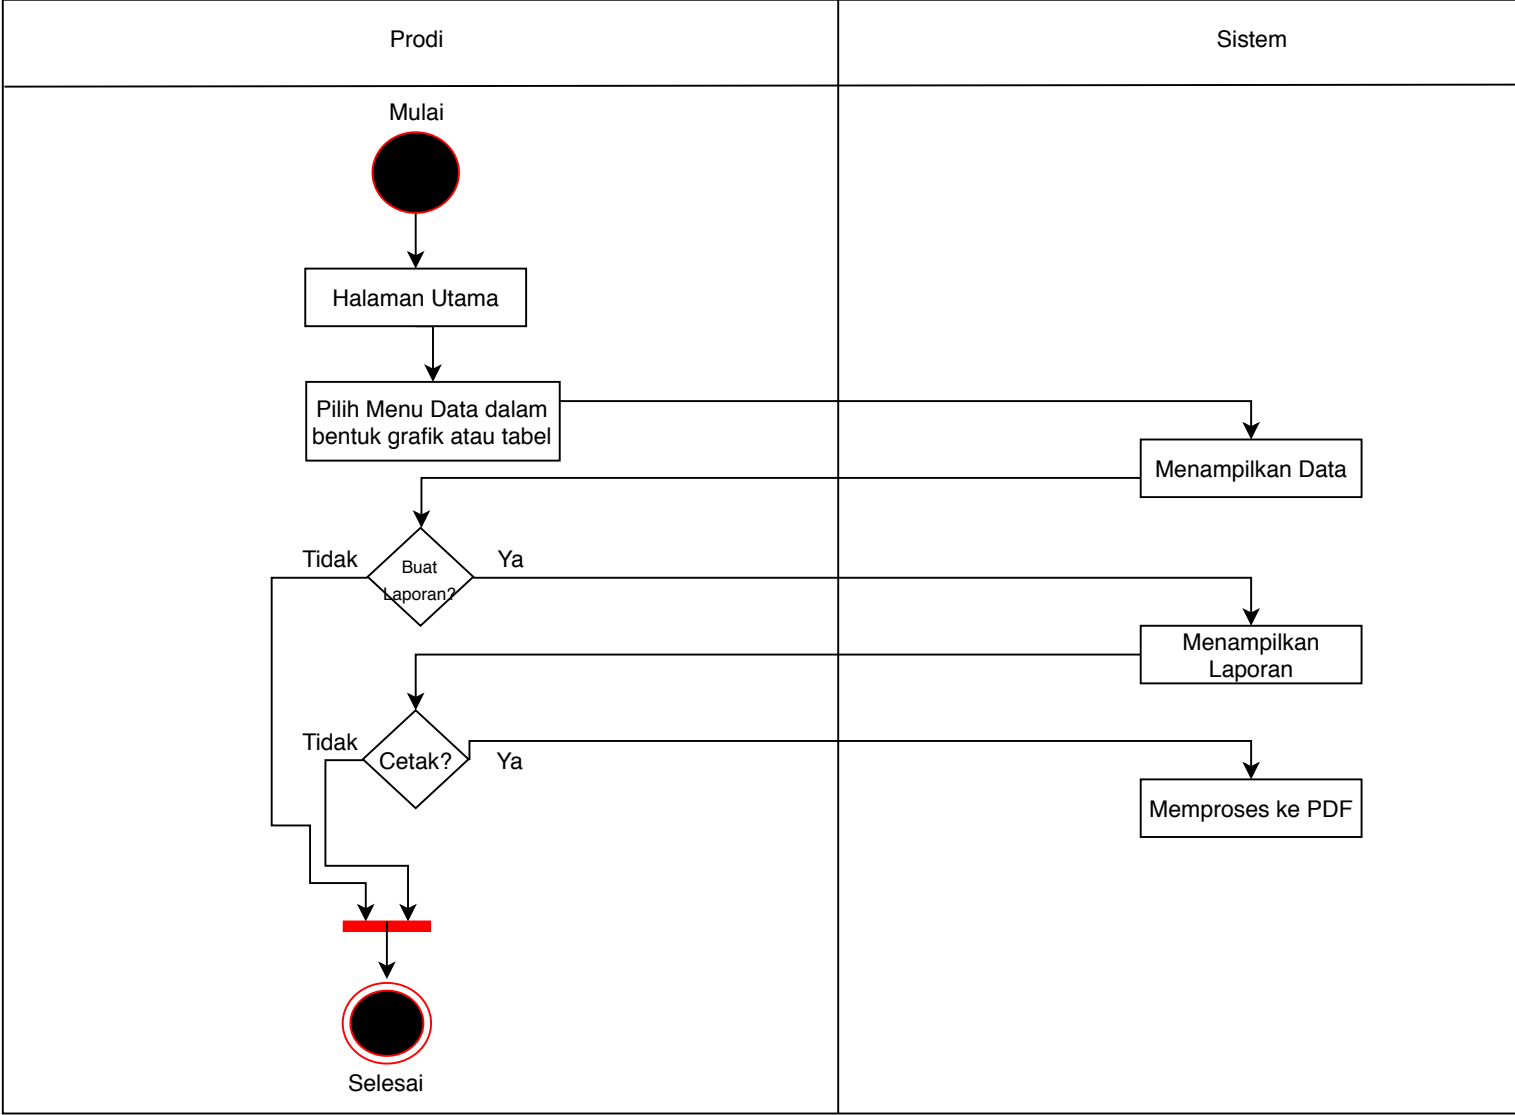 Prodi
Sistem
Mulai
Halaman Utama
Pilih Menu Data dalam
bentuk grafik atau tabel
Menampilkan Data
Tidak
Buat
Laporan?
Ya
Menampilkan
Laporan
Tidak
Cetak?
Ya
Memproses ke PDF
Selesai